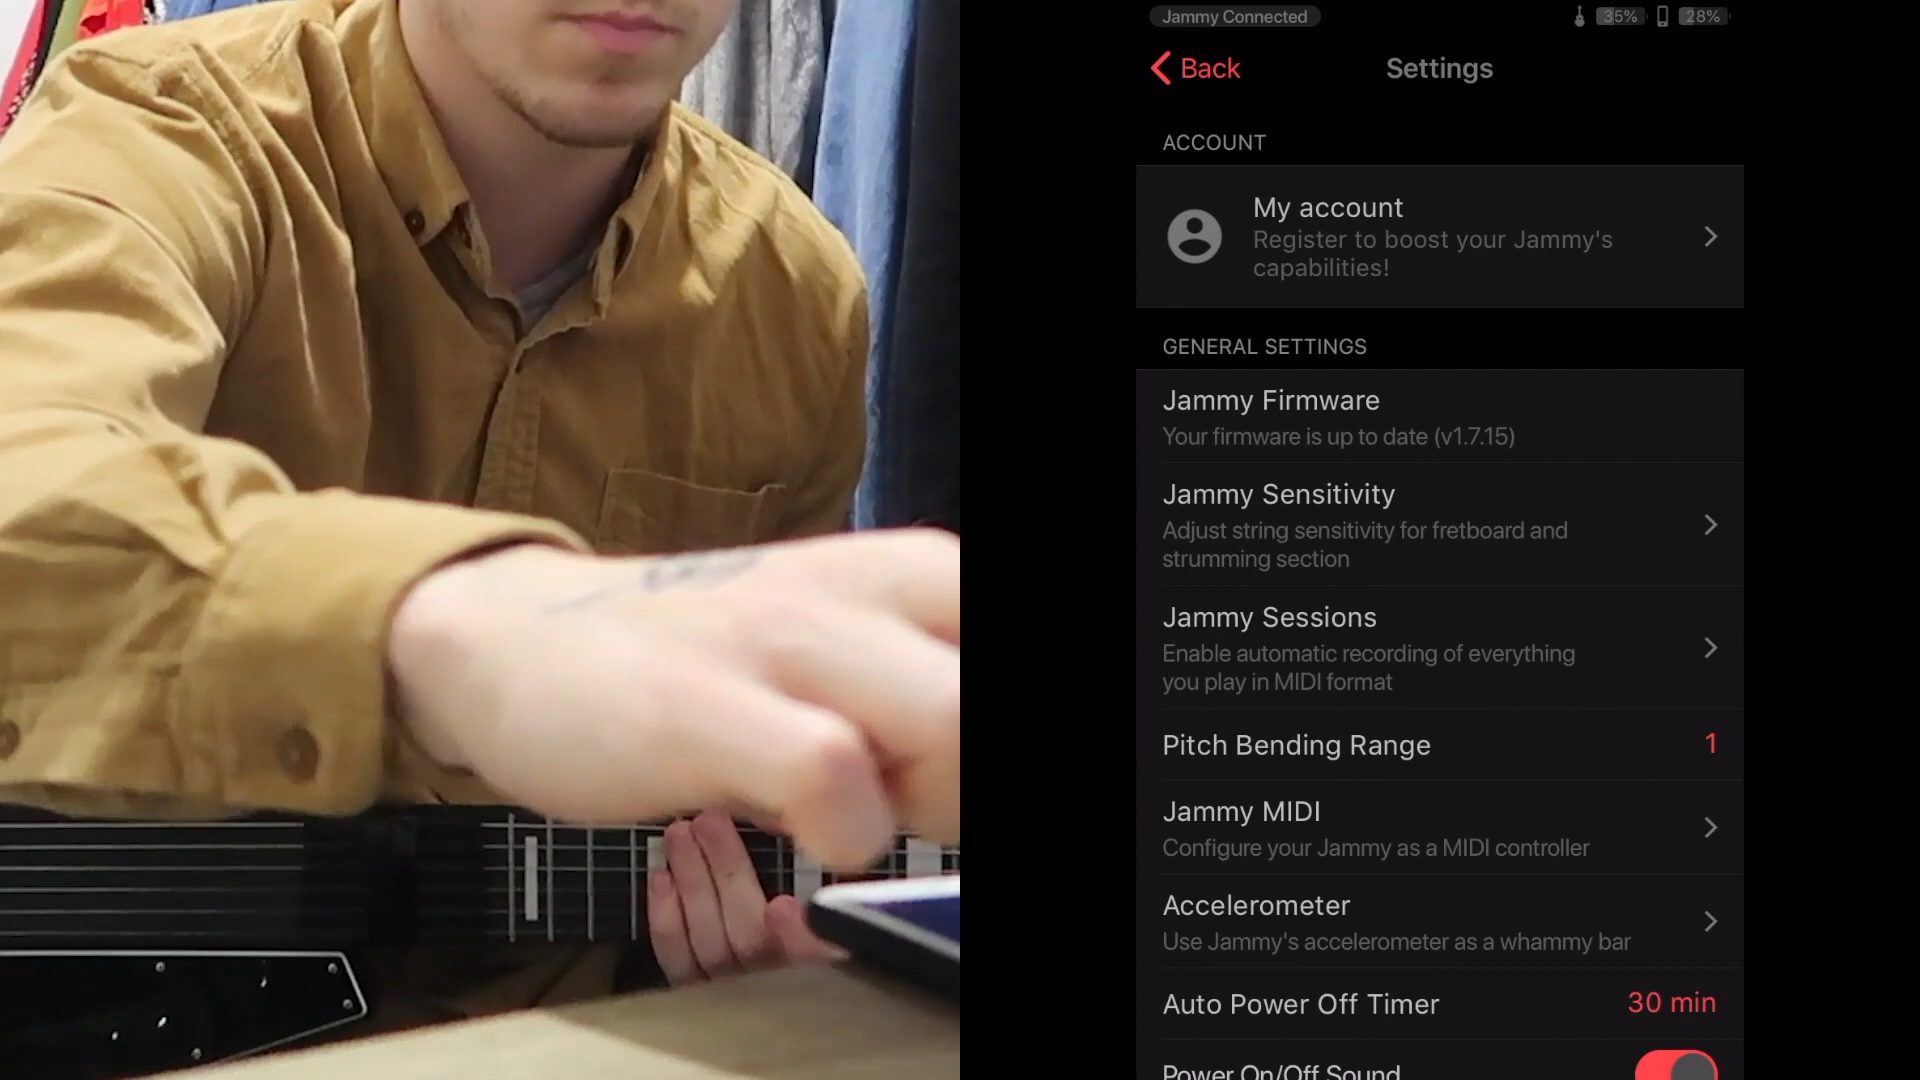 Jammy Connected
35%
28%
Back
Settings
ACCOUNT
My account
Register to boost your Jammy's
capabilities!
GENERAL SETTINGS
Jammy Firmware
Your firmware is up to date (v1.7.15)
Jammy Sensitivity
Adjust string sensitivity for fretboard and
strumming section
Jammy Sessions
Enable automatic recording of everything
you play in MIDI format
Pitch Bending Range
1
Jammy MIDI
Configure your Jammy as a MIDI controller
Accelerometer
Use Jammy's accelerometer as a whammy bar
Auto Power Off Timer
30 min
Power On/Off Sound